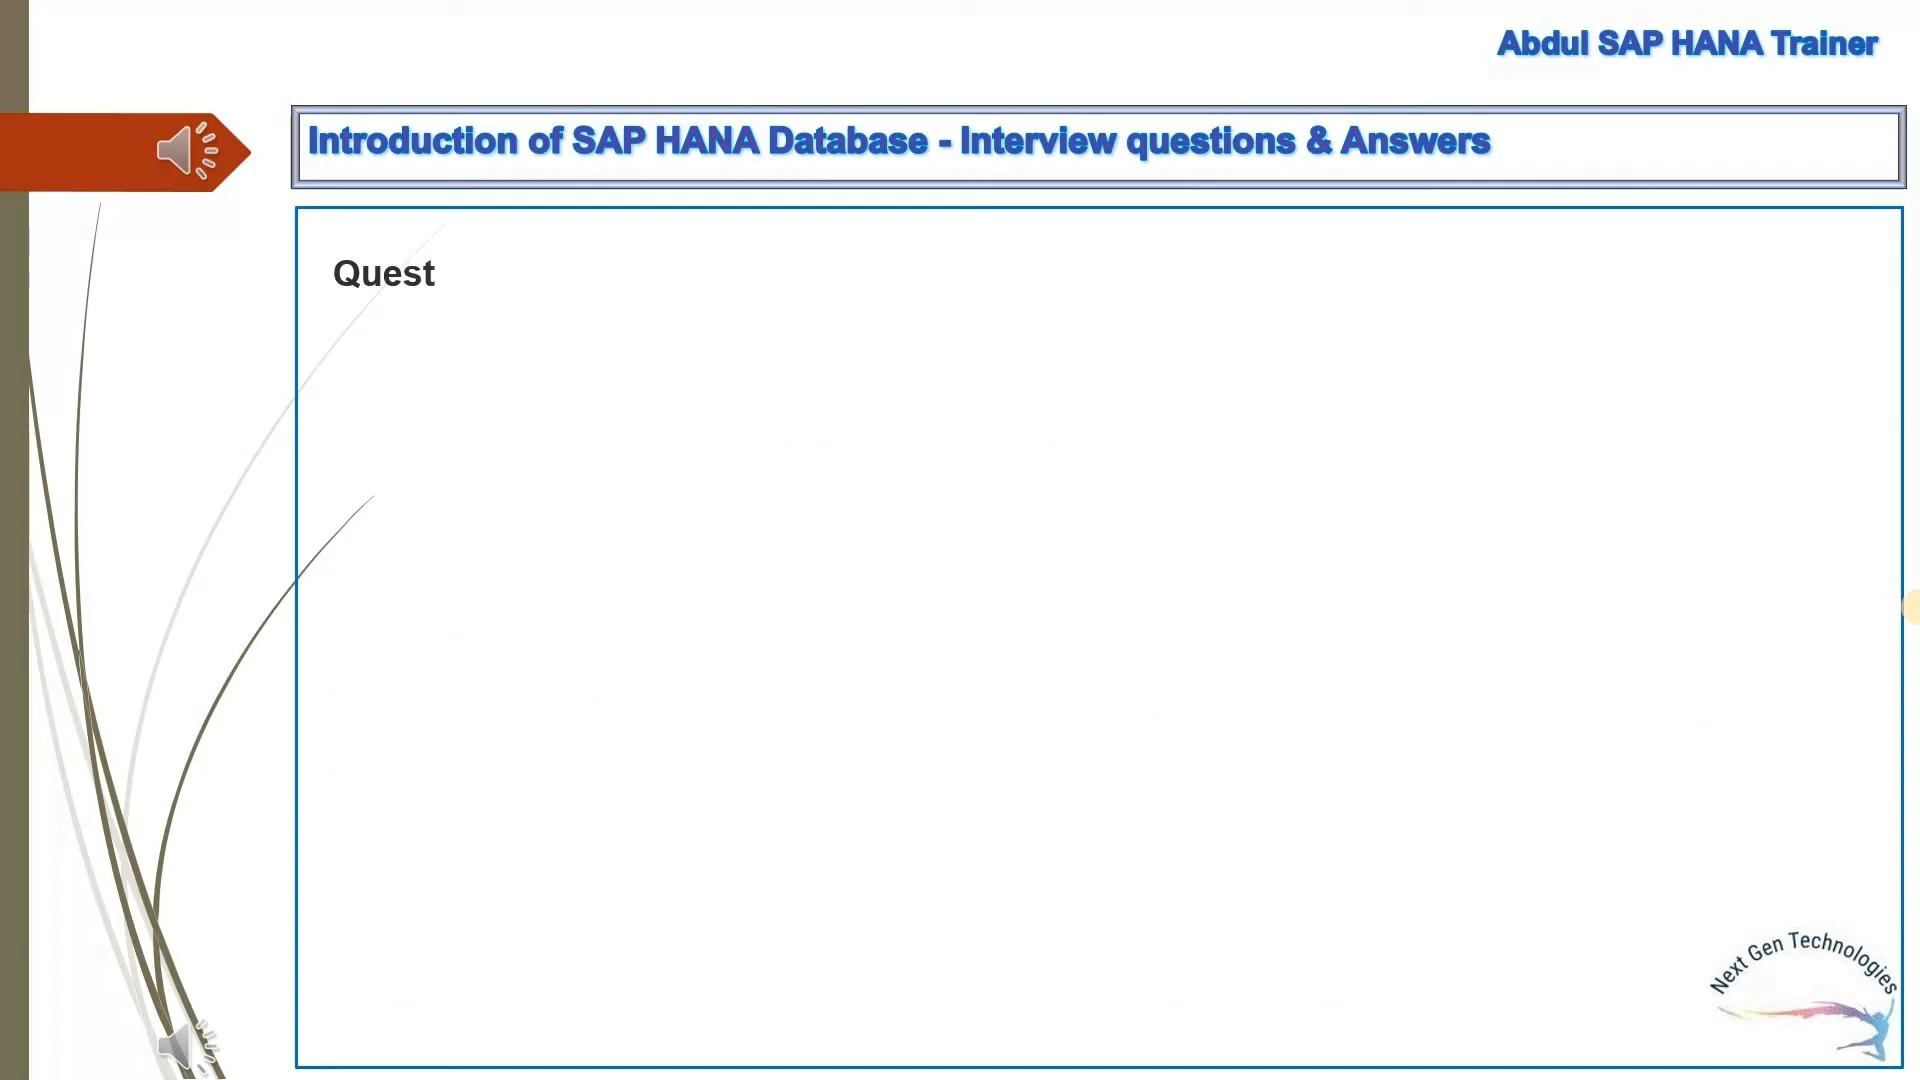 Abdul SAP HANA Trainer
Introduction of SAP HANA Database - Interview questions & Answers
Quest
Next Gen Technologies